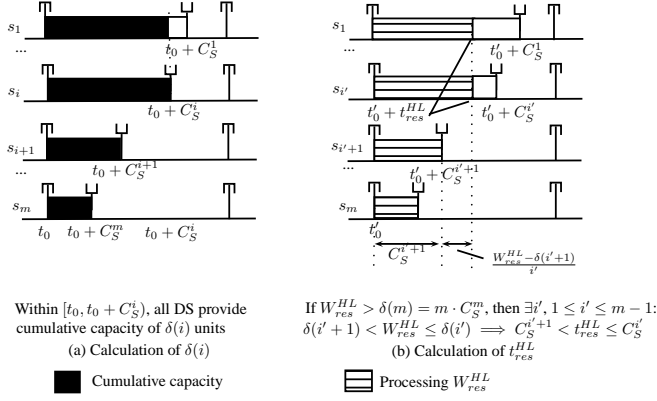 s_1
t_0 + C_S^1
...
s_i
t_0 + C_S^i
s_{i+1}
t_0 + C_S^{i+1}
...
s_m
t_0 t_0 + C_S^m t_0 + C_S^i
Within [t_0, t_0 + C_S^i), all DS provide
cumulative capacity of δ(i) units
(a) Calculation of δ(i)
Cumulative capacity
s_1
t'_0 + C_S^1
...
s_{i'}
t'_0 + t_{res}^{HL} t'_0 + C_S^{i'}
s_{i'+1}
t'_0 + C_S^{i'+1}
...
s_m
t'_0
C_S^{i'+1}
\frac{W_{res}^{HL} - δ(i'+1)}{i'}
If W_{res}^{HL} > δ(m) = m · C_S^m, then ∃i', 1 ≤ i' ≤ m − 1:
δ(i' + 1) < W_{res}^{HL} ≤ δ(i') ⟹ C_S^{i'+1} < t_{res}^{HL} ≤ C_S^{i'}
(b) Calculation of t_{res}^{HL}
Processing W_{res}^{HL}